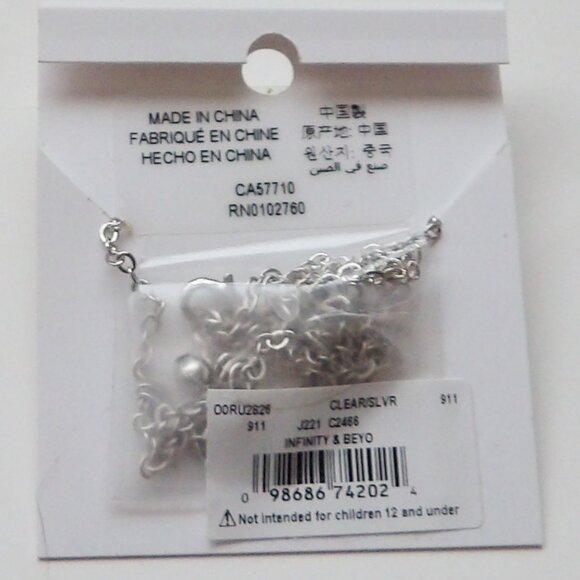 MADE IN CHINA
FABRIQUÉ EN CHINE
HECHO EN CHINA
中国製
原产地: 中国
원산지: 중국
صنع في الصين
CA57710
RN0102760
OORU2626 CLEAR/SLVR 911
911 J221 C2466
INFINITY & BEYO
0 98686 74202 4
⚠ Not intended for children 12 and under